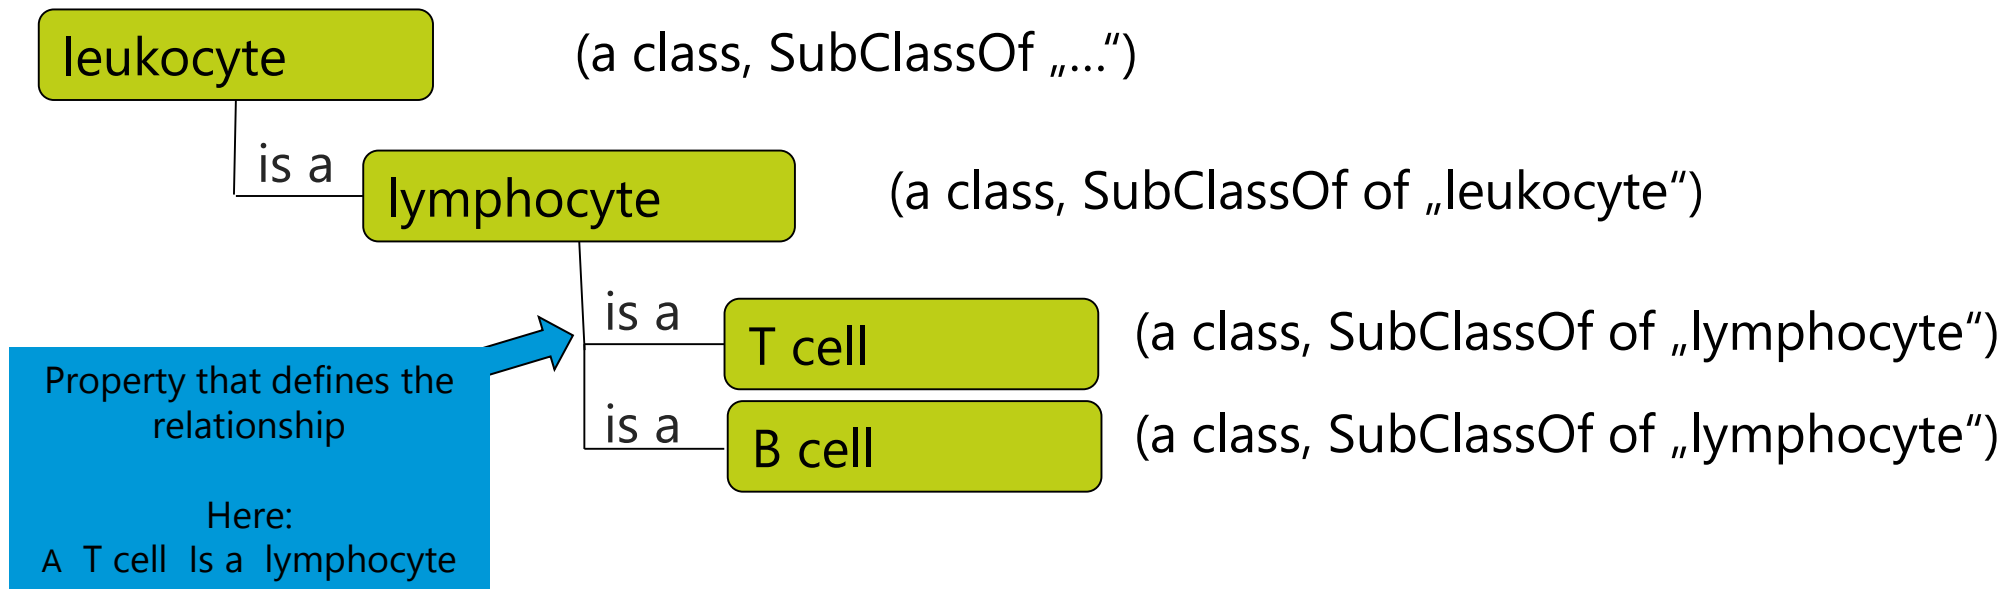 leukocyte (a class, SubClassOf „...“)
is a
lymphocyte (a class, SubClassOf of „leukocyte“)
is a
T cell (a class, SubClassOf of „lymphocyte“)
is a
B cell (a class, SubClassOf of „lymphocyte“)
Property that defines the
relationship
Here:
A T cell Is a lymphocyte